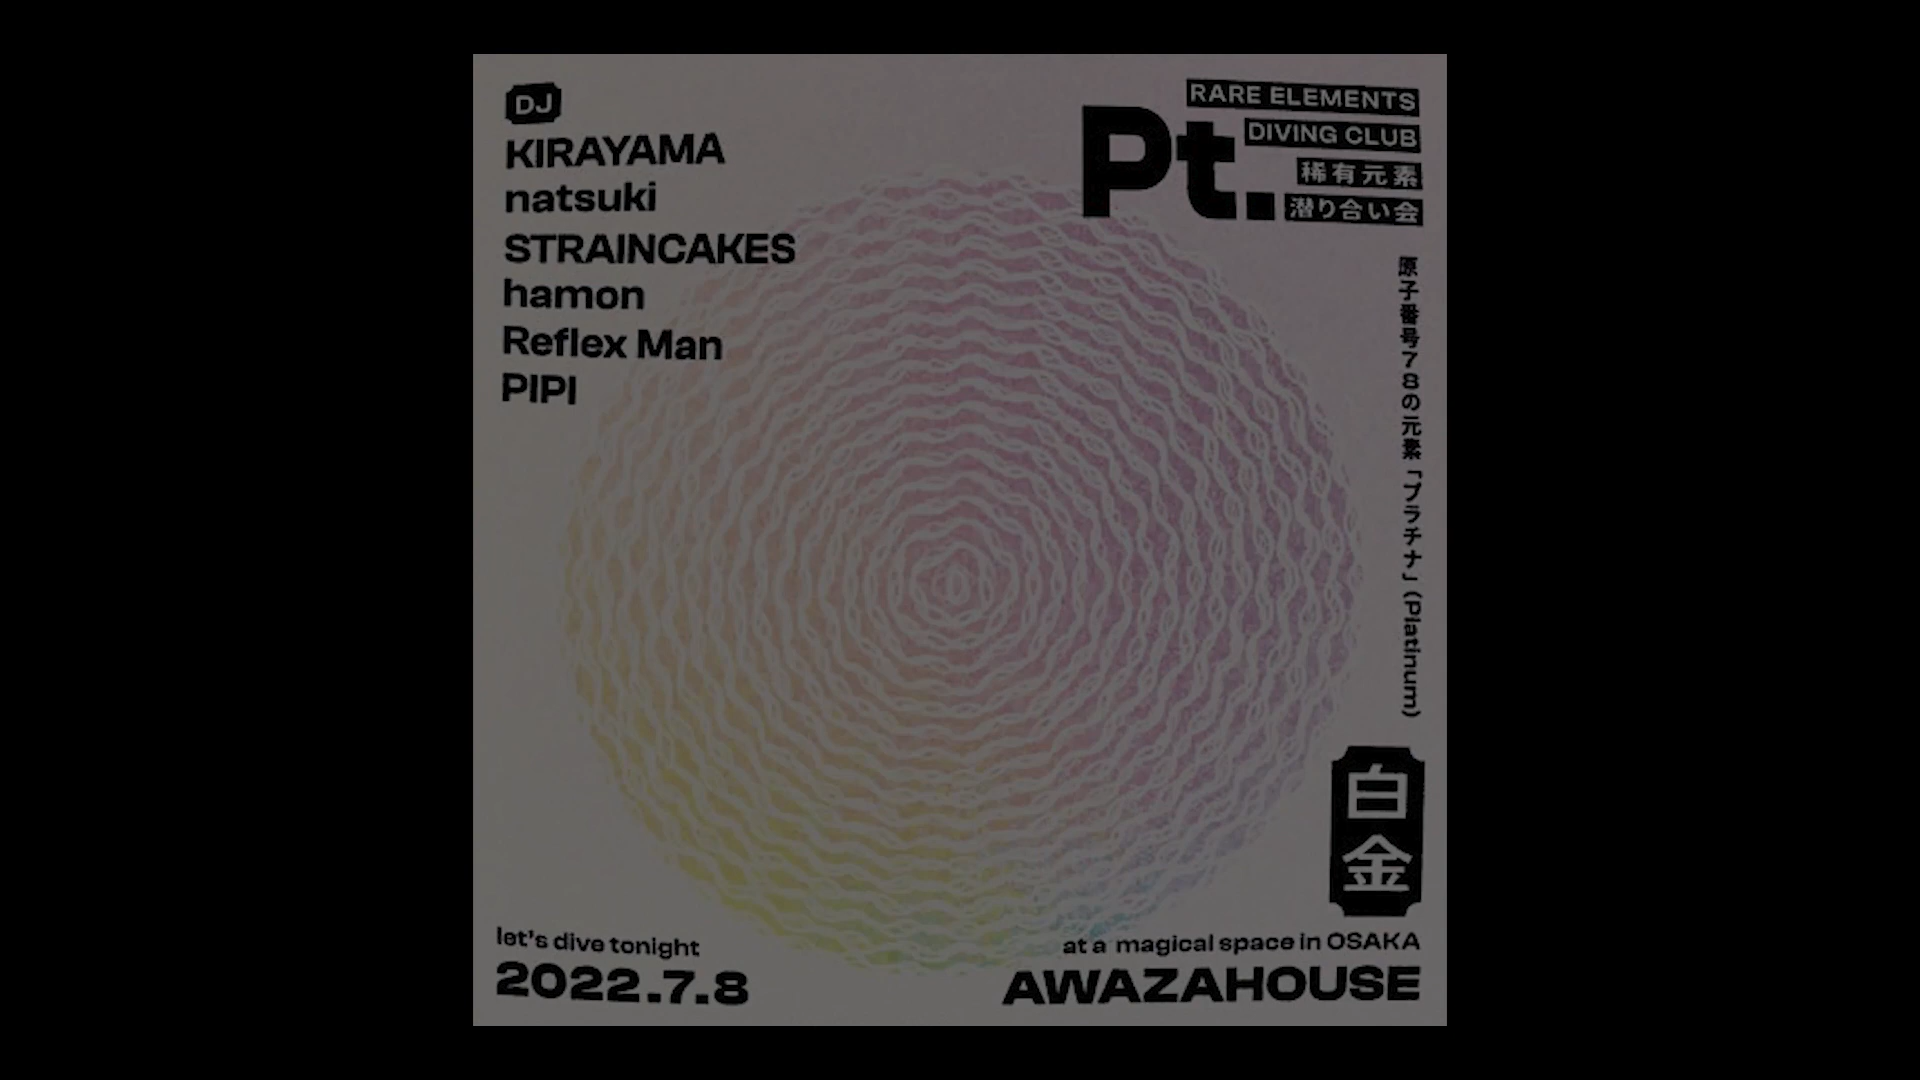 DJ
KIRAYAMA
natsuki
STRAINCAKES
hamon
Reflex Man
PIPI
Pt.
RARE ELEMENTS
DIVING CLUB
稀有元素
潜り合い会
原子番号78の元素「プラチナ」(Platinum)
白金
let's dive tonight
2022.7.8
at a magical space in OSAKA
AWAZAHOUSE